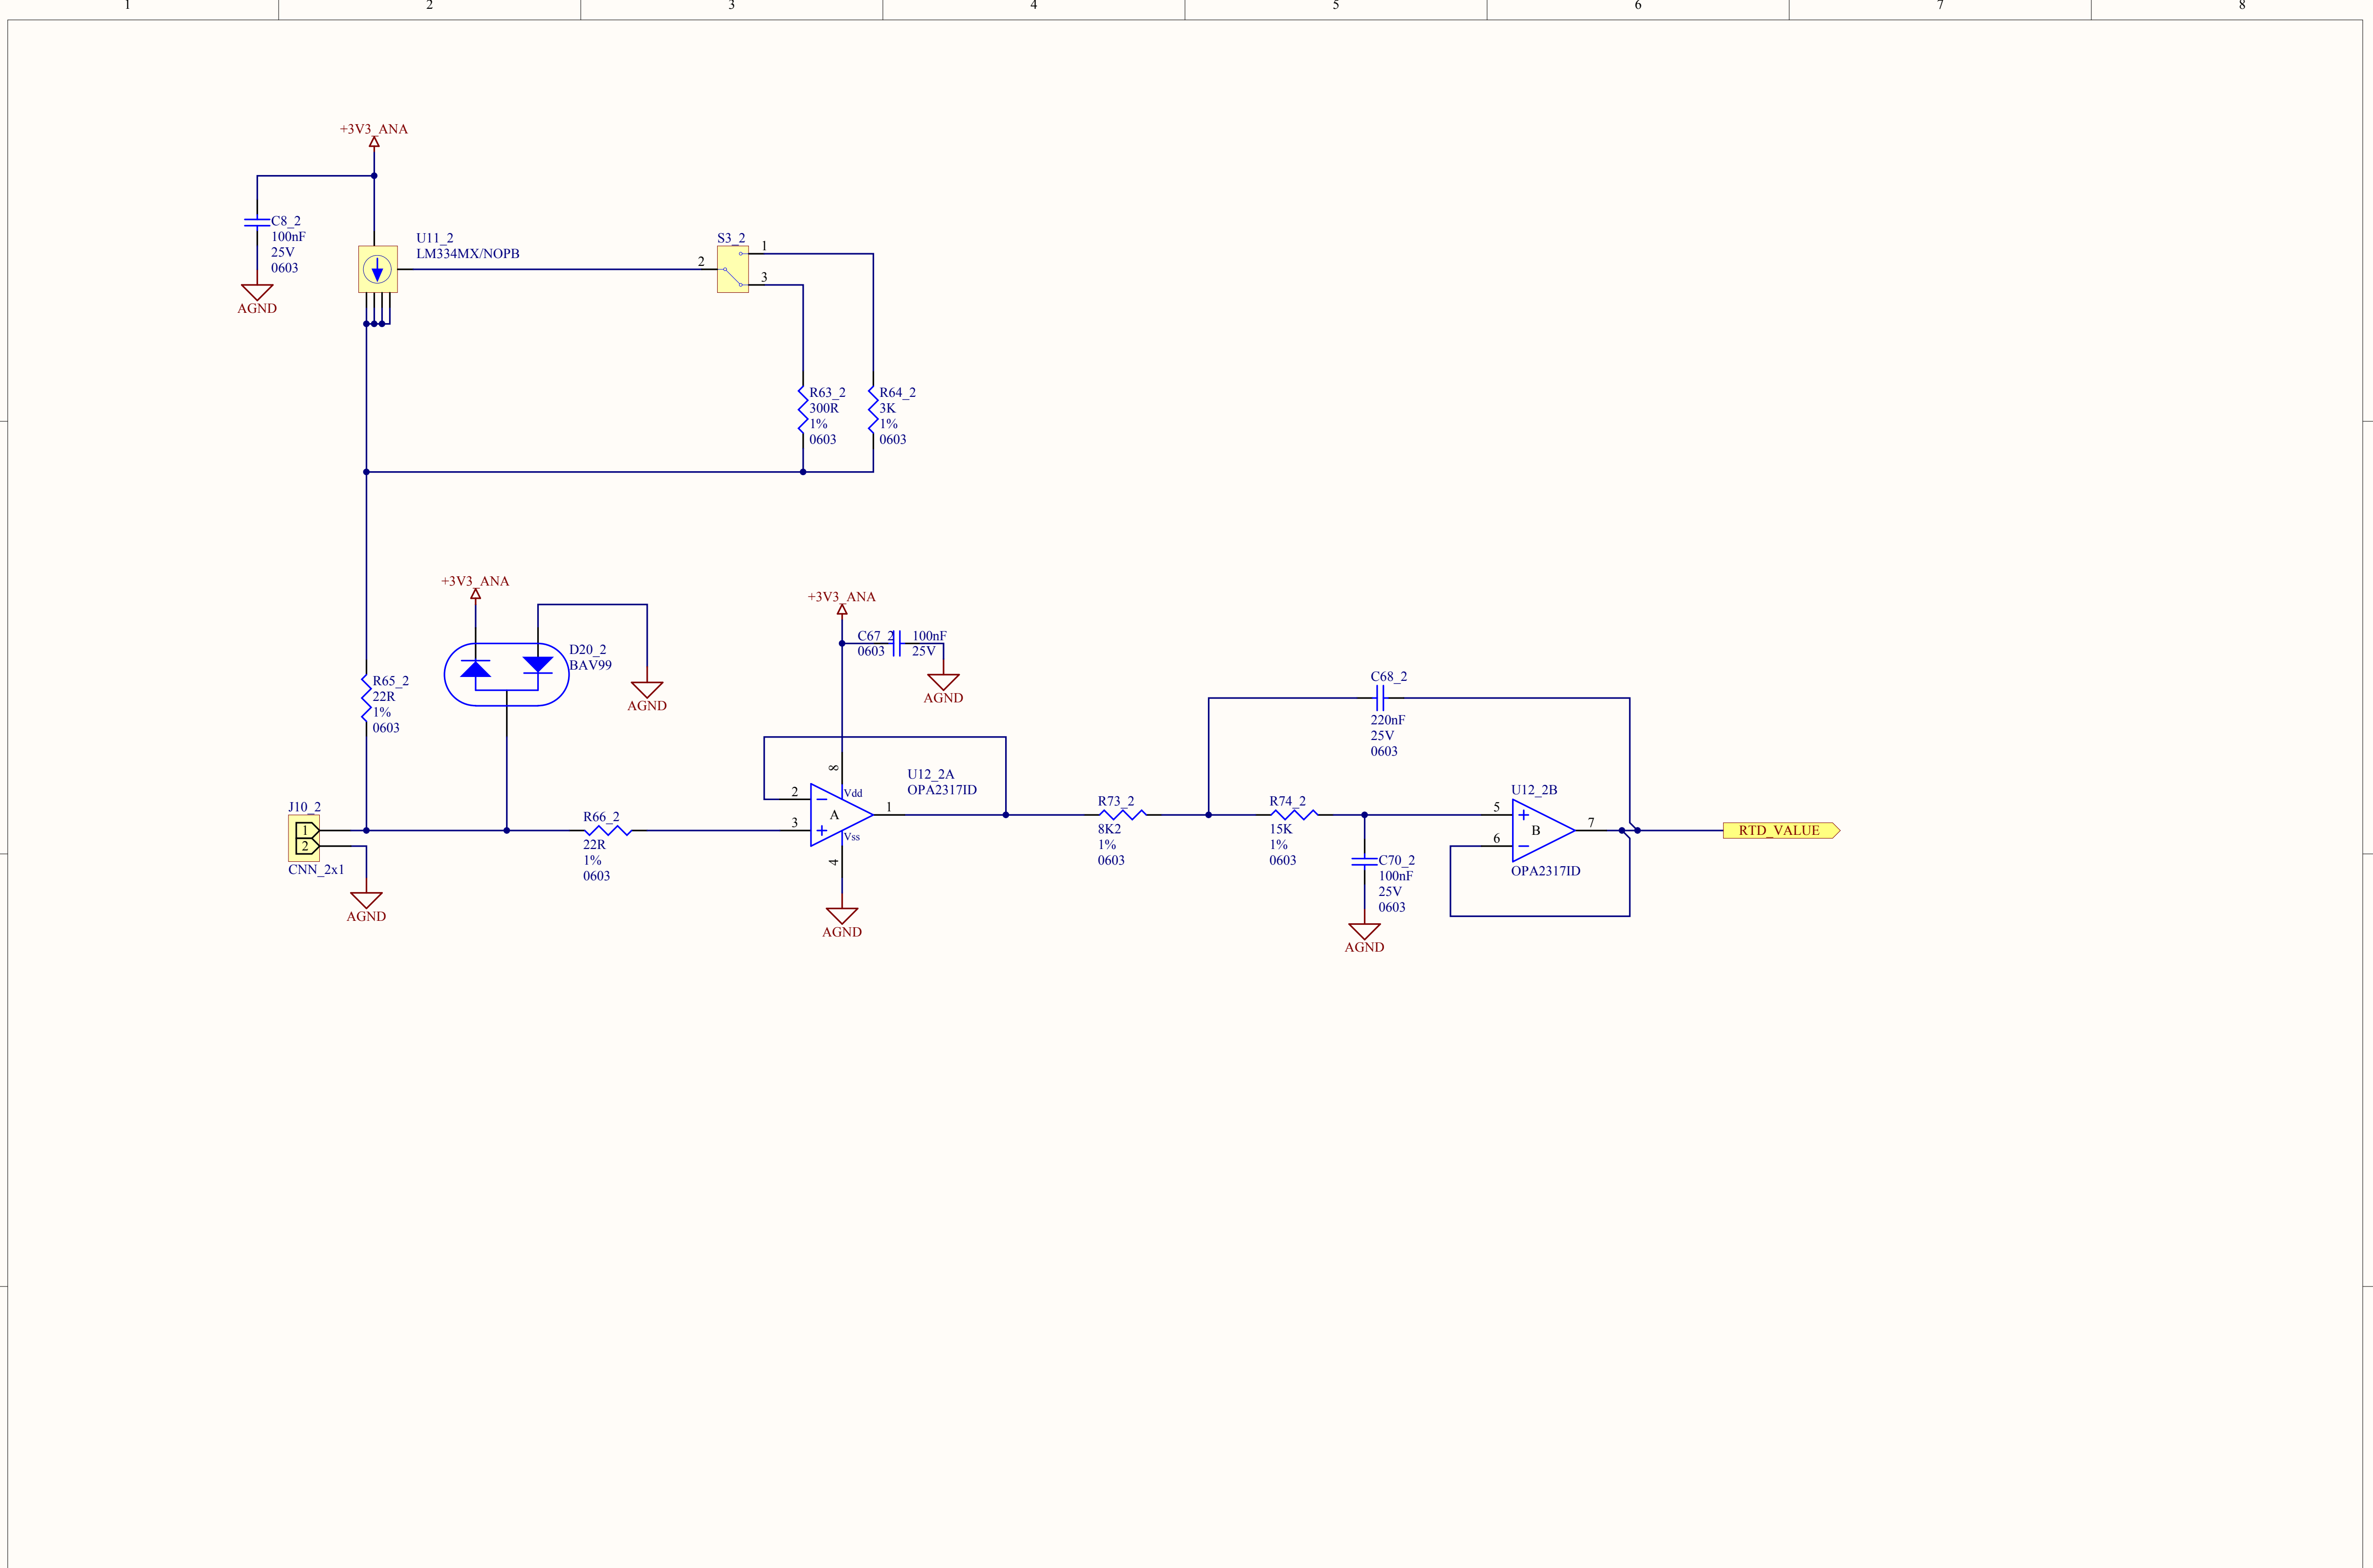 1 2 3 4 5 6 7 8
+3V3_ANA
C8_2
100nF
25V
0603
AGND
U11_2
LM334MX/NOPB
S3_2
2
1
3
R63_2
300R
1%
0603
R64_2
3K
1%
0603
+3V3_ANA
D20_2
BAV99
AGND
R65_2
22R
1%
0603
J10_2
1
2
CNN_2x1
AGND
R66_2
22R
1%
0603
+3V3_ANA
C67_2
0603
100nF
25V
AGND
U12_2A
OPA2317ID
8
Vdd
2
A
1
3
Vss
4
AGND
R73_2
8K2
1%
0603
C68_2
220nF
25V
0603
R74_2
15K
1%
0603
C70_2
100nF
25V
0603
AGND
U12_2B
5
B
7
6
OPA2317ID
RTD_VALUE